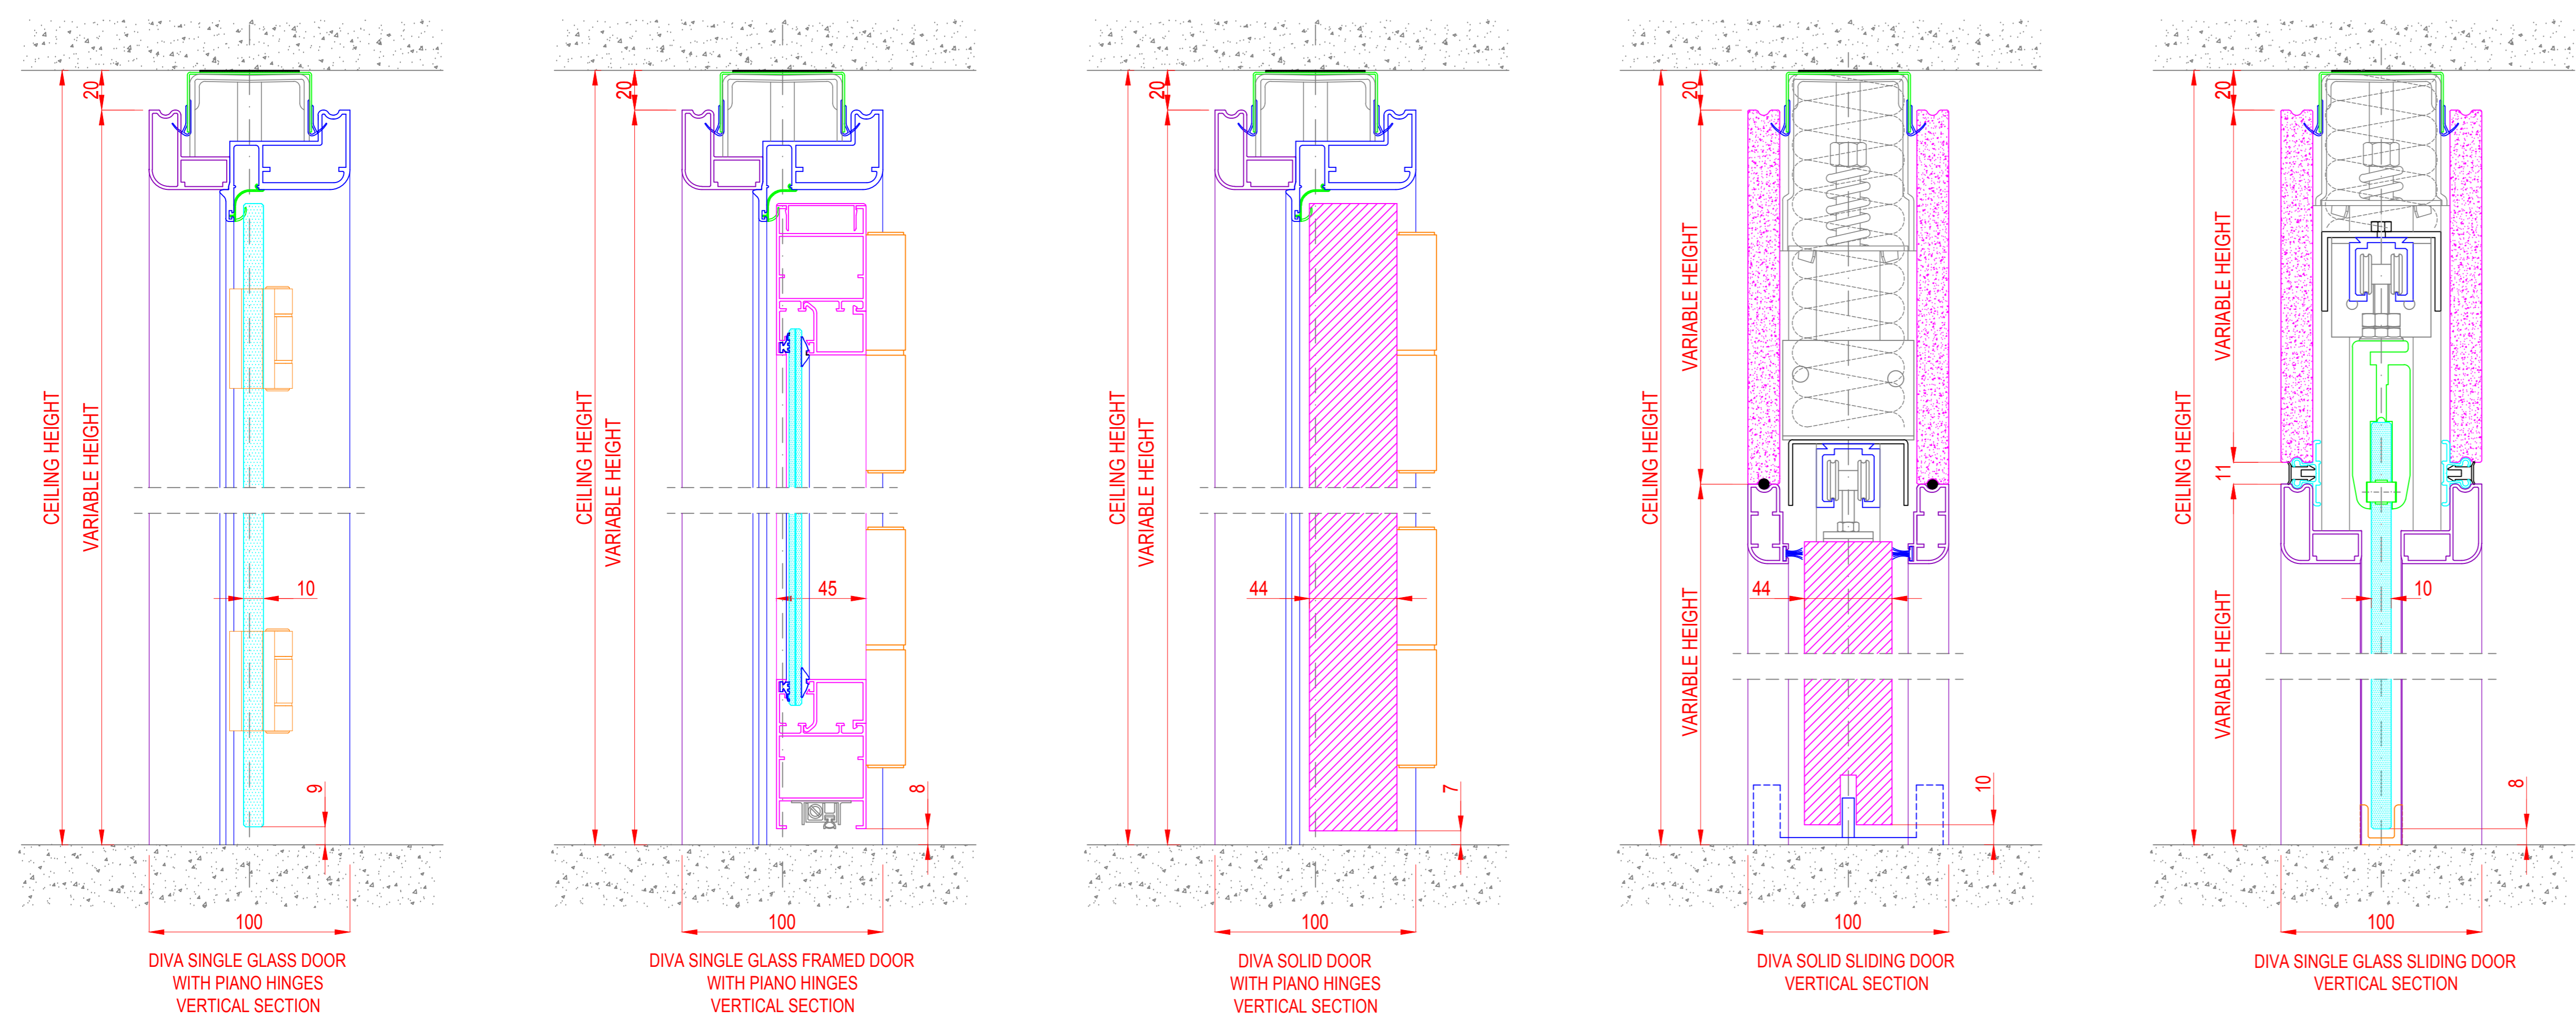 20
CEILING HEIGHT
VARIABLE HEIGHT
10
9
100
DIVA SINGLE GLASS DOOR
WITH PIANO HINGES
VERTICAL SECTION
20
CEILING HEIGHT
VARIABLE HEIGHT
45
8
100
DIVA SINGLE GLASS FRAMED DOOR
WITH PIANO HINGES
VERTICAL SECTION
20
CEILING HEIGHT
VARIABLE HEIGHT
44
7
100
DIVA SOLID DOOR
WITH PIANO HINGES
VERTICAL SECTION
20
VARIABLE HEIGHT
CEILING HEIGHT
44
VARIABLE HEIGHT
10
100
DIVA SOLID SLIDING DOOR
VERTICAL SECTION
20
VARIABLE HEIGHT
CEILING HEIGHT
11
10
VARIABLE HEIGHT
8
100
DIVA SINGLE GLASS SLIDING DOOR
VERTICAL SECTION